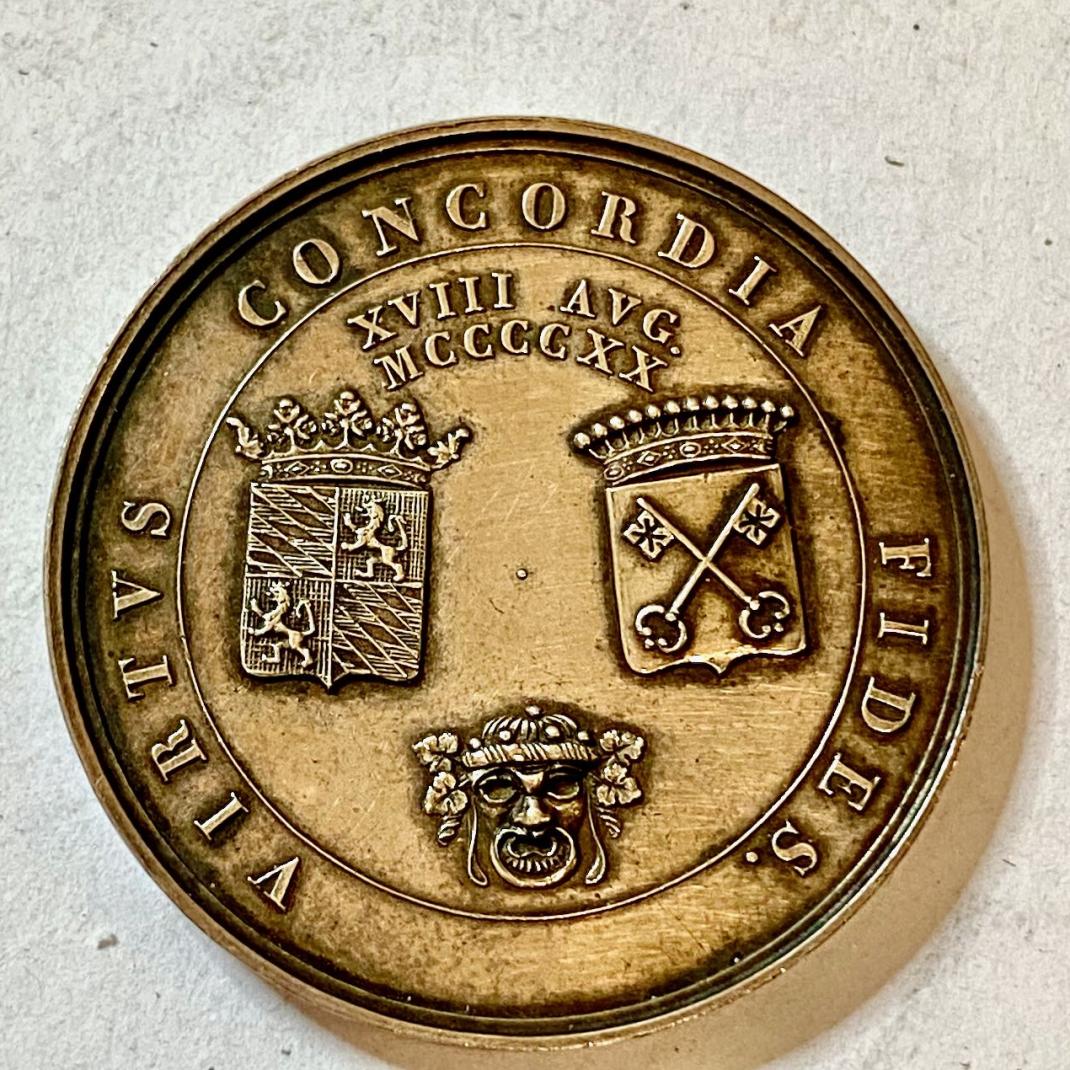 VIRTVS CONCORDIA FIDES.
XVIII AVG.
MCCCCXX